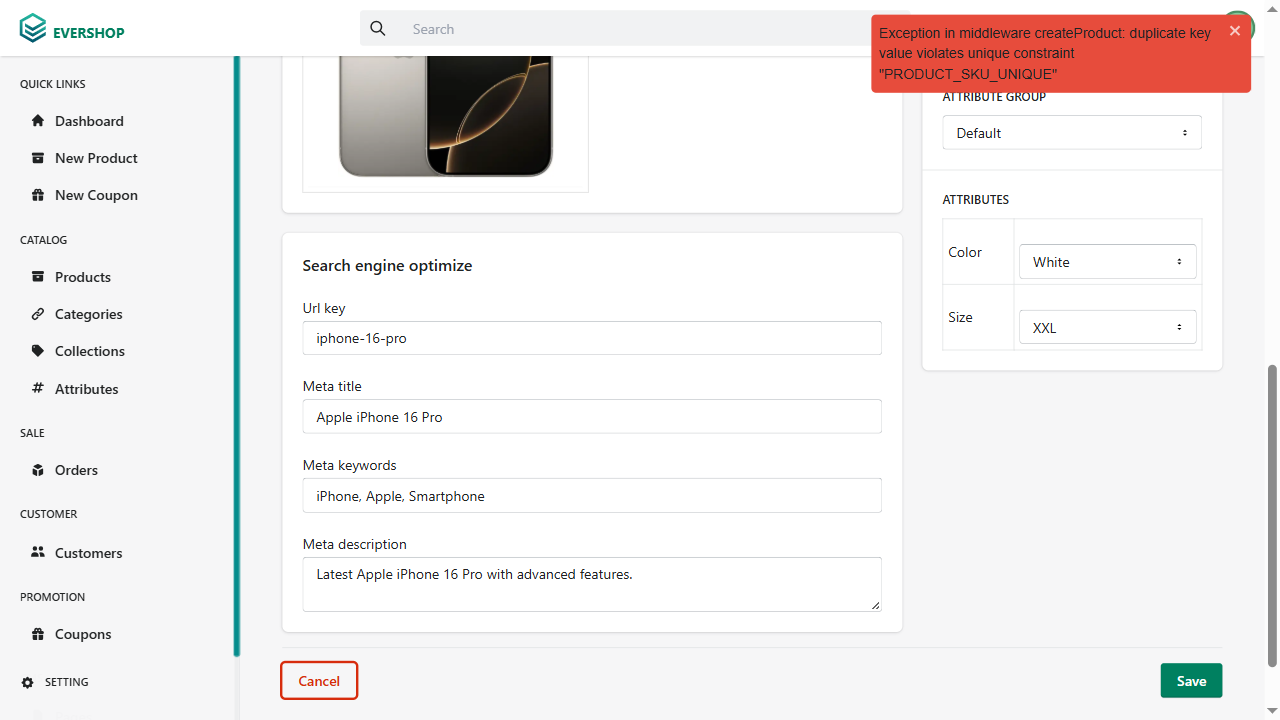 EVERSHOP
Search
Exception in middleware createProduct: duplicate key
value violates unique constraint
"PRODUCT_SKU_UNIQUE"
QUICK LINKS
Dashboard
New Product
New Coupon
CATALOG
Products
Categories
Collections
Attributes
SALE
Orders
CUSTOMER
Customers
PROMOTION
Coupons
SETTING
Search engine optimize
Url key
iphone-16-pro
Meta title
Apple iPhone 16 Pro
Meta keywords
iPhone, Apple, Smartphone
Meta description
Latest Apple iPhone 16 Pro with advanced features.
ATTRIBUTE GROUP
Default
ATTRIBUTES
Color
White
Size
XXL
Cancel
Save